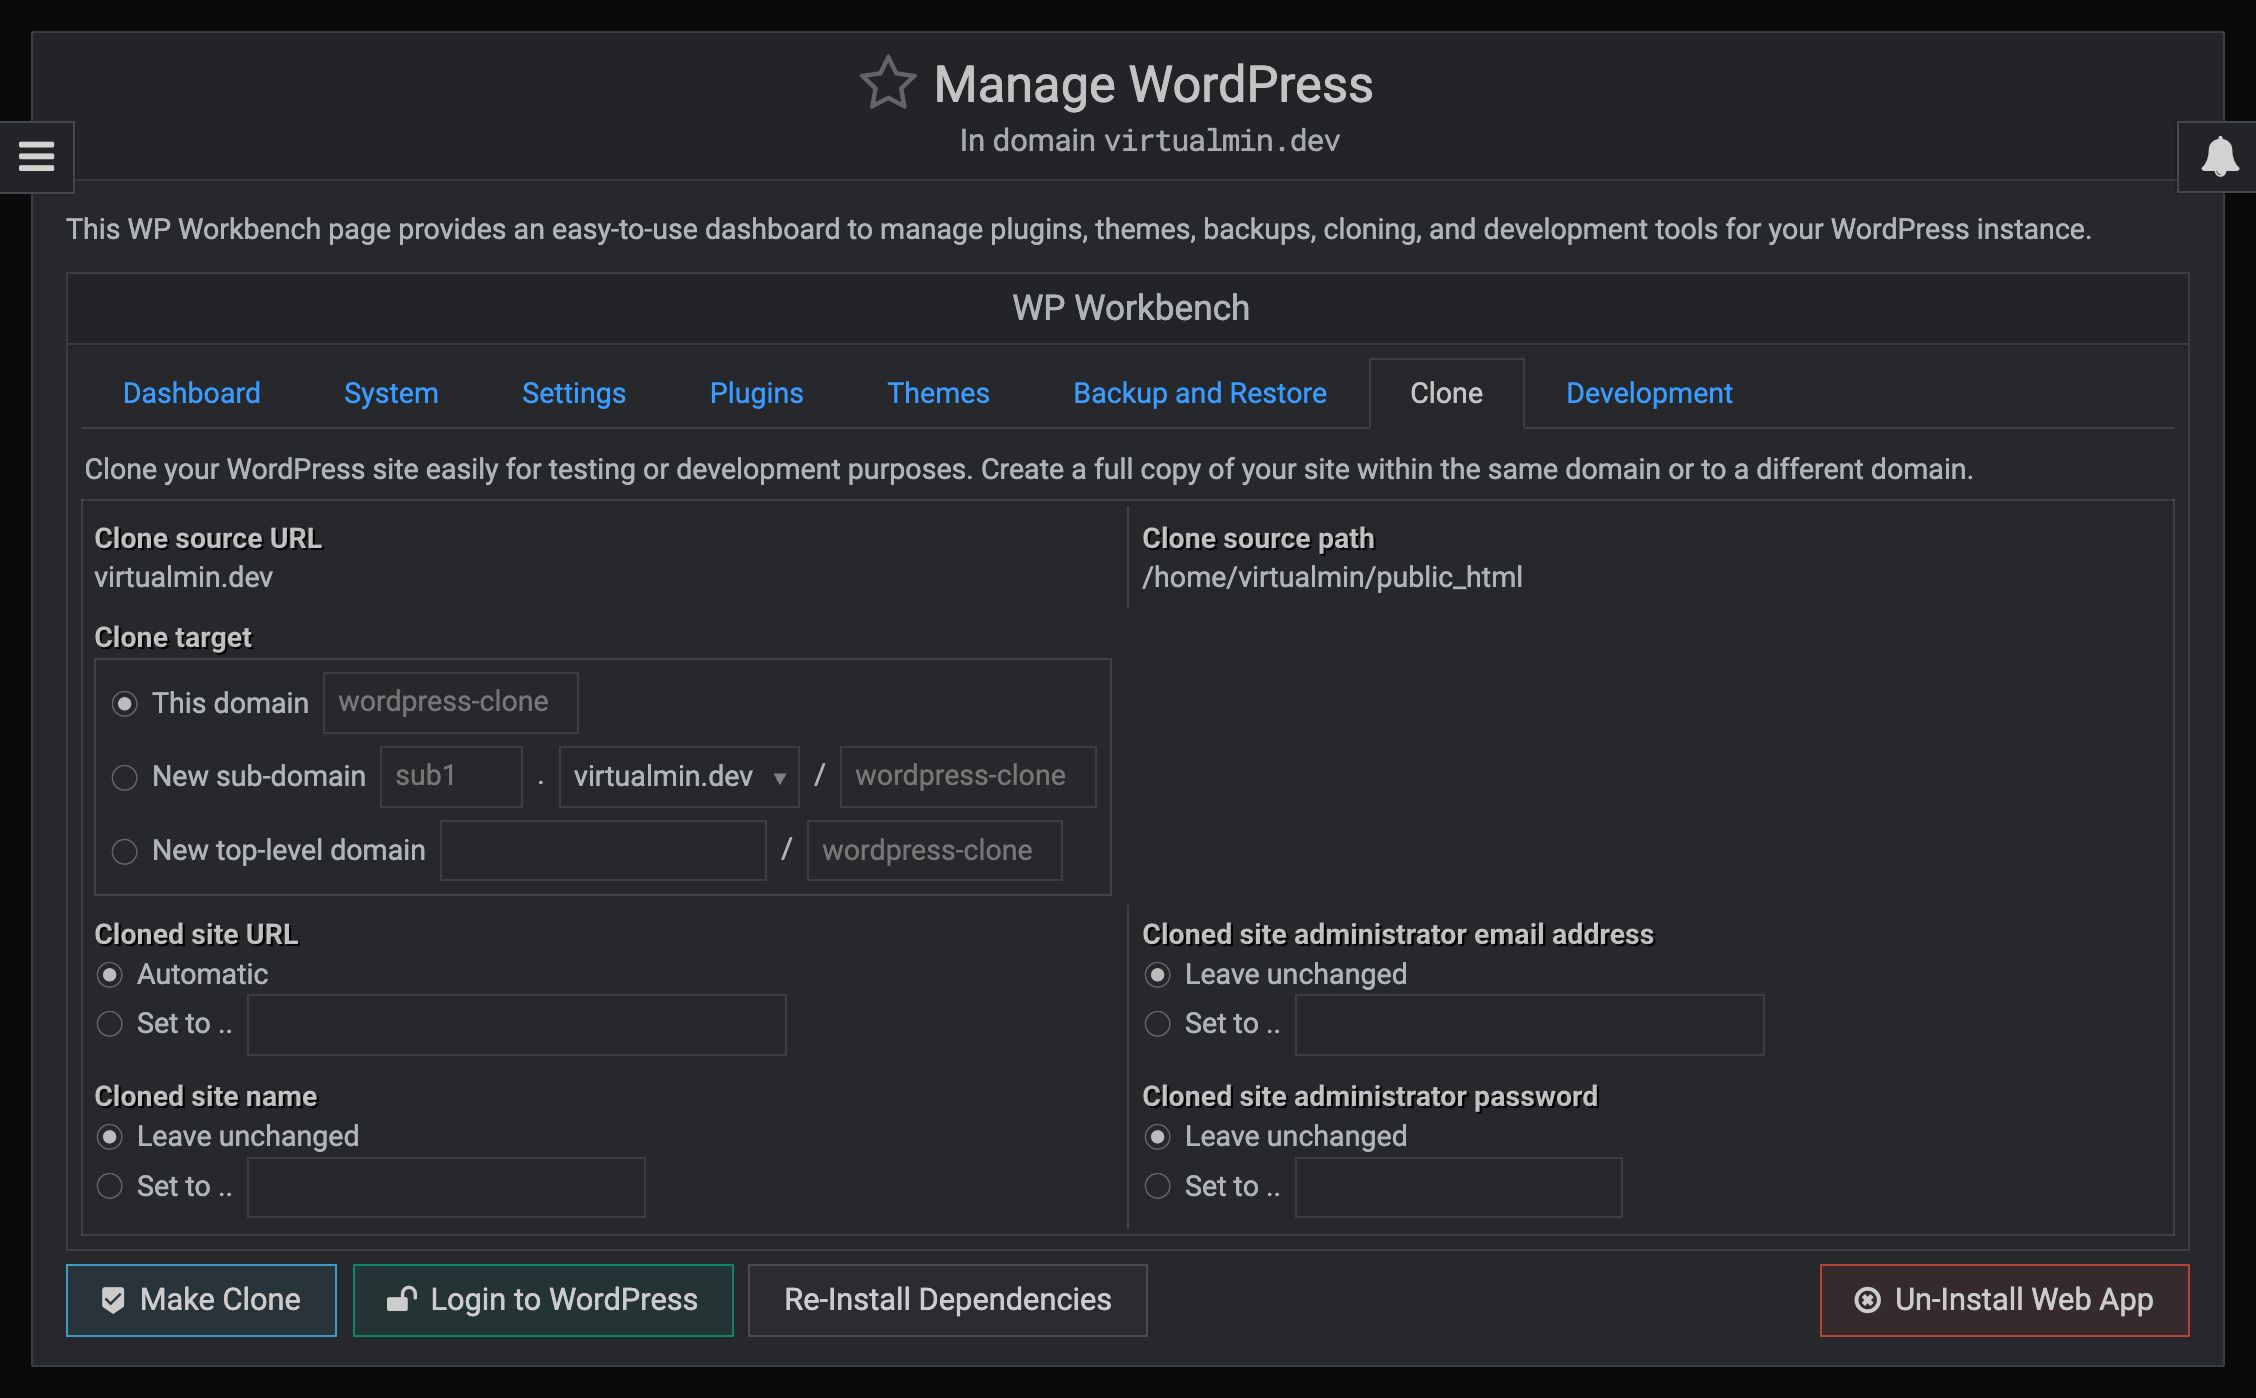 Manage WordPress
In domain virtualmin.dev
This WP Workbench page provides an easy-to-use dashboard to manage plugins, themes, backups, cloning, and development tools for your WordPress instance.
WP Workbench
Dashboard System Settings Plugins Themes Backup and Restore Clone Development
Clone your WordPress site easily for testing or development purposes. Create a full copy of your site within the same domain or to a different domain.
Clone source URL
virtualmin.dev
Clone source path
/home/virtualmin/public_html
Clone target
This domain wordpress-clone
New sub-domain sub1 . virtualmin.dev / wordpress-clone
New top-level domain / wordpress-clone
Cloned site URL
Automatic
Set to ..
Cloned site administrator email address
Leave unchanged
Set to ..
Cloned site name
Leave unchanged
Set to ..
Cloned site administrator password
Leave unchanged
Set to ..
Make Clone Login to WordPress Re-Install Dependencies Un-Install Web App